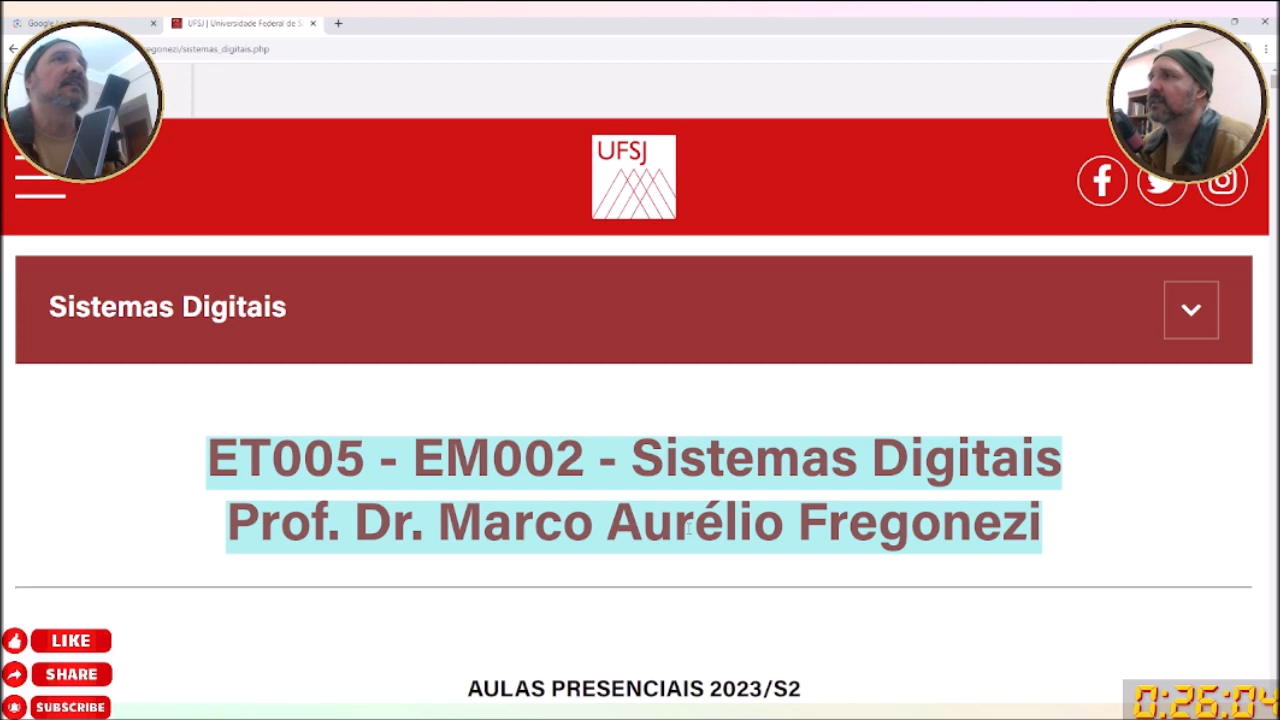 UFSJ | Universidade Federal de S
fregonezi/sistemas_digitais.php
UFSJ
Sistemas Digitais
ET005 - EM002 - Sistemas Digitais
Prof. Dr. Marco Aurélio Fregonezi
AULAS PRESENCIAIS 2023/S2
LIKE
SHARE
SUBSCRIBE
0:26:04